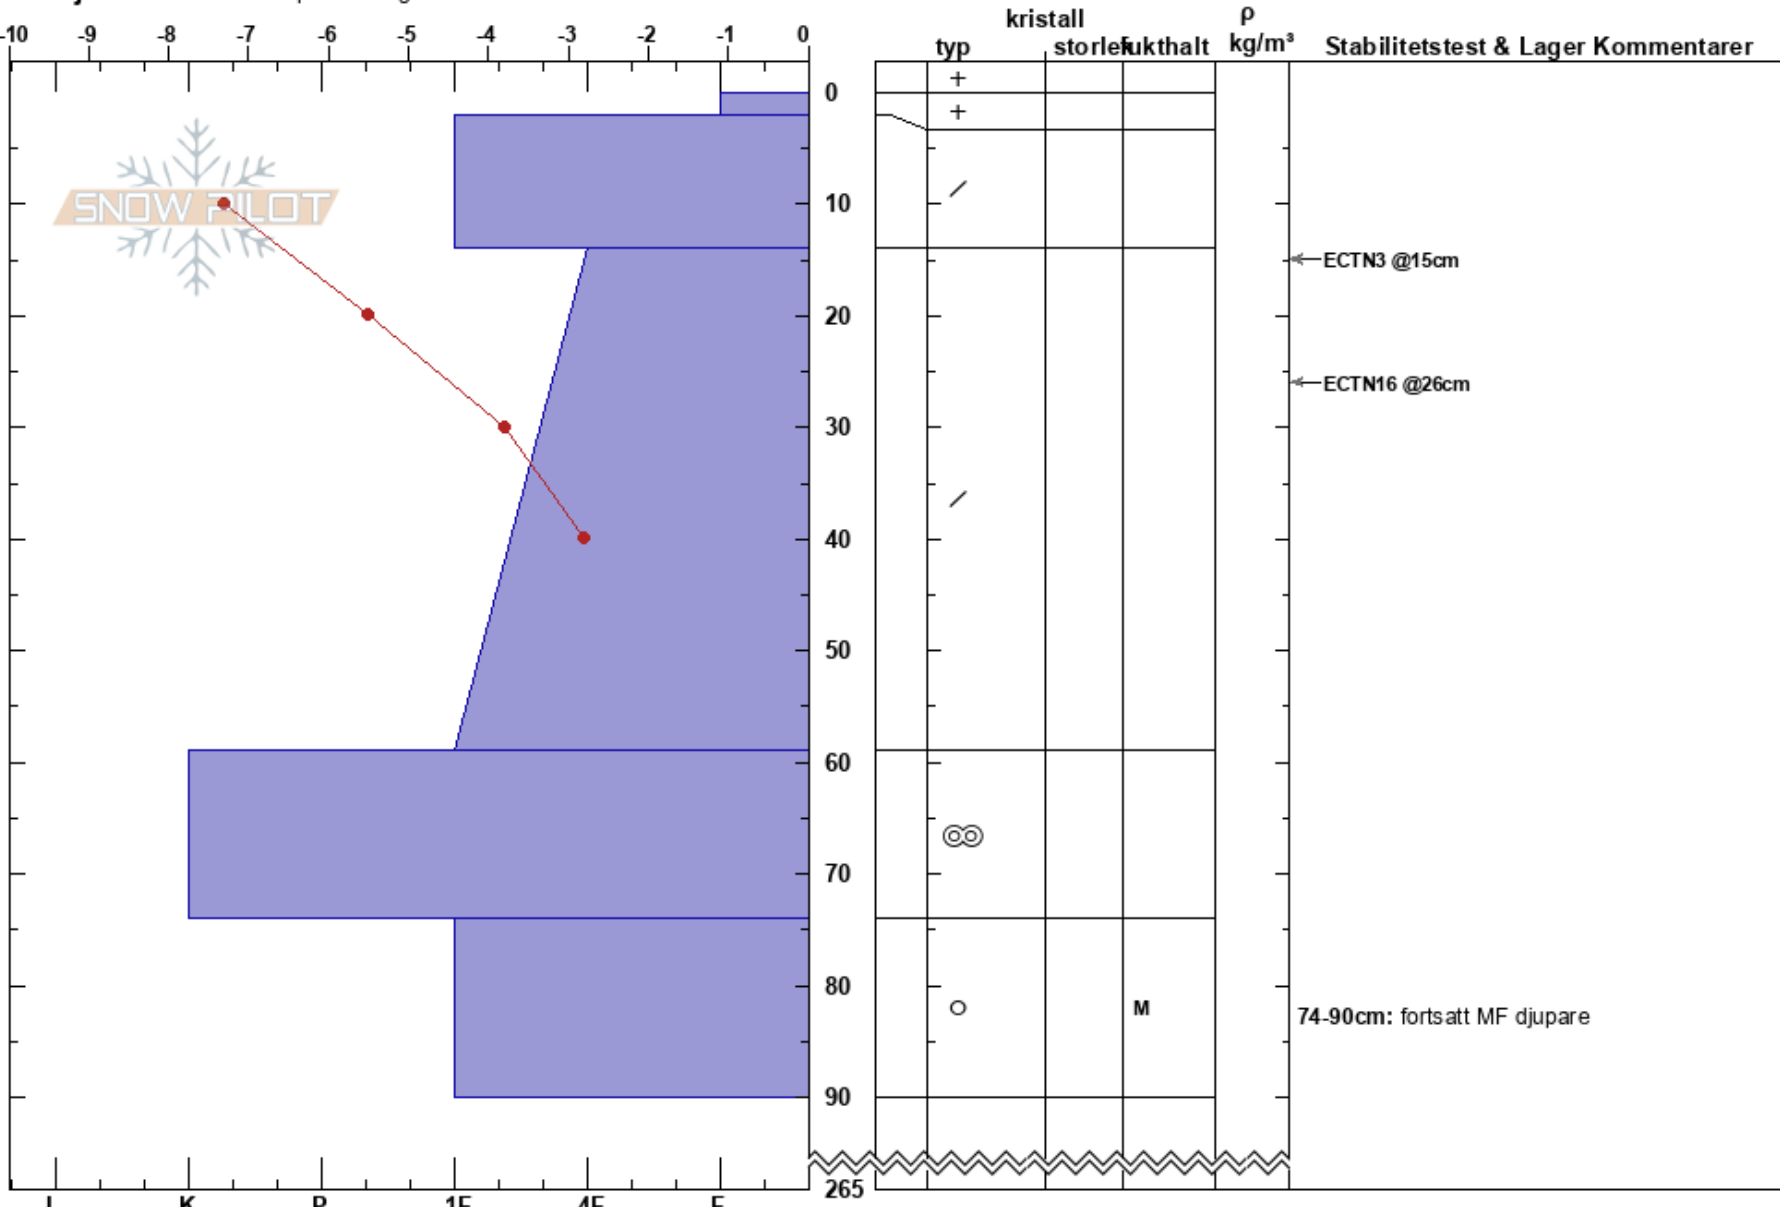 kristall ρ
-10 -9 -8 -7 -6 -5 -4 -3 -2 -1 0 typ storlek fukthalt kg/m³ Stabilitetstest & Lager Kommentarer
0
SNOW PILOT
10
ECTN3 @15cm
20
ECTN16 @26cm
30
40
50
60
70
80
M 74-90cm: fortsatt MF djupare
90
265
I K P 1F 4F F